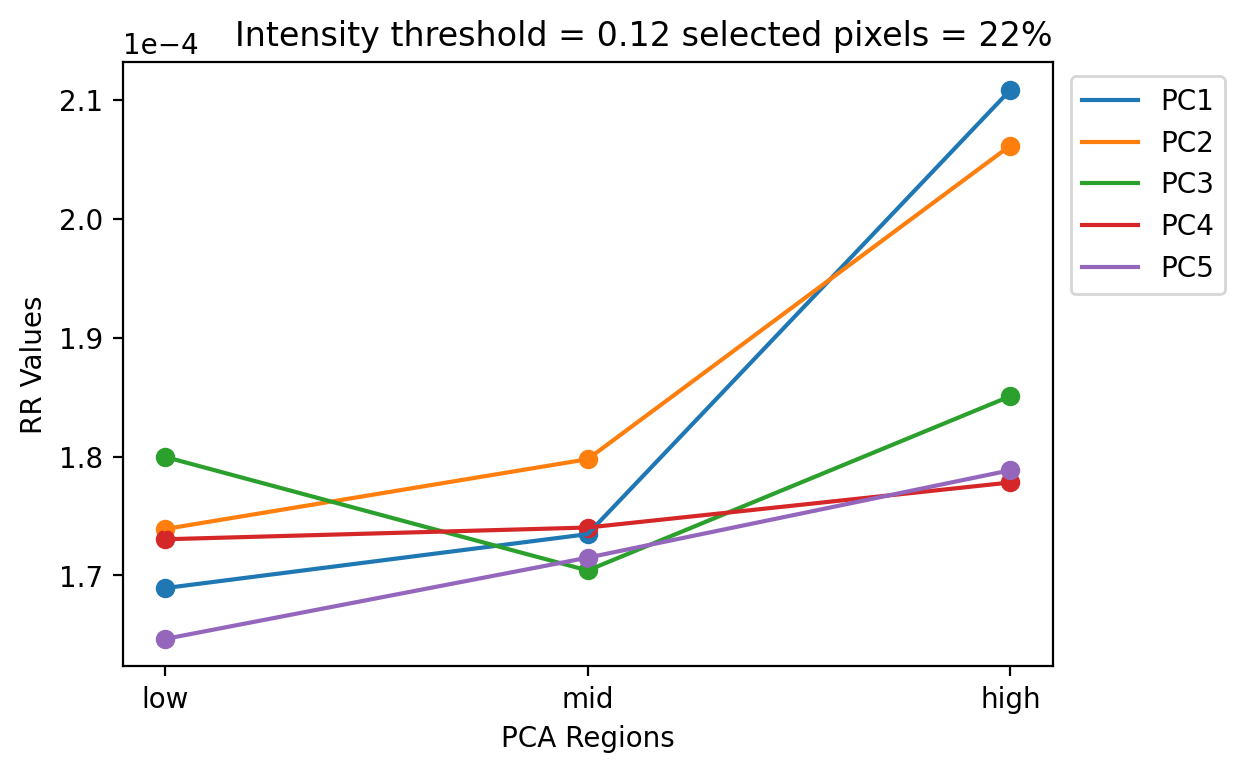 Intensity threshold = 0.12 selected pixels = 22%
1e−4
2.1
2.0
1.9
1.8
1.7
RR Values
low
mid
high
PCA Regions
PC1
PC2
PC3
PC4
PC5